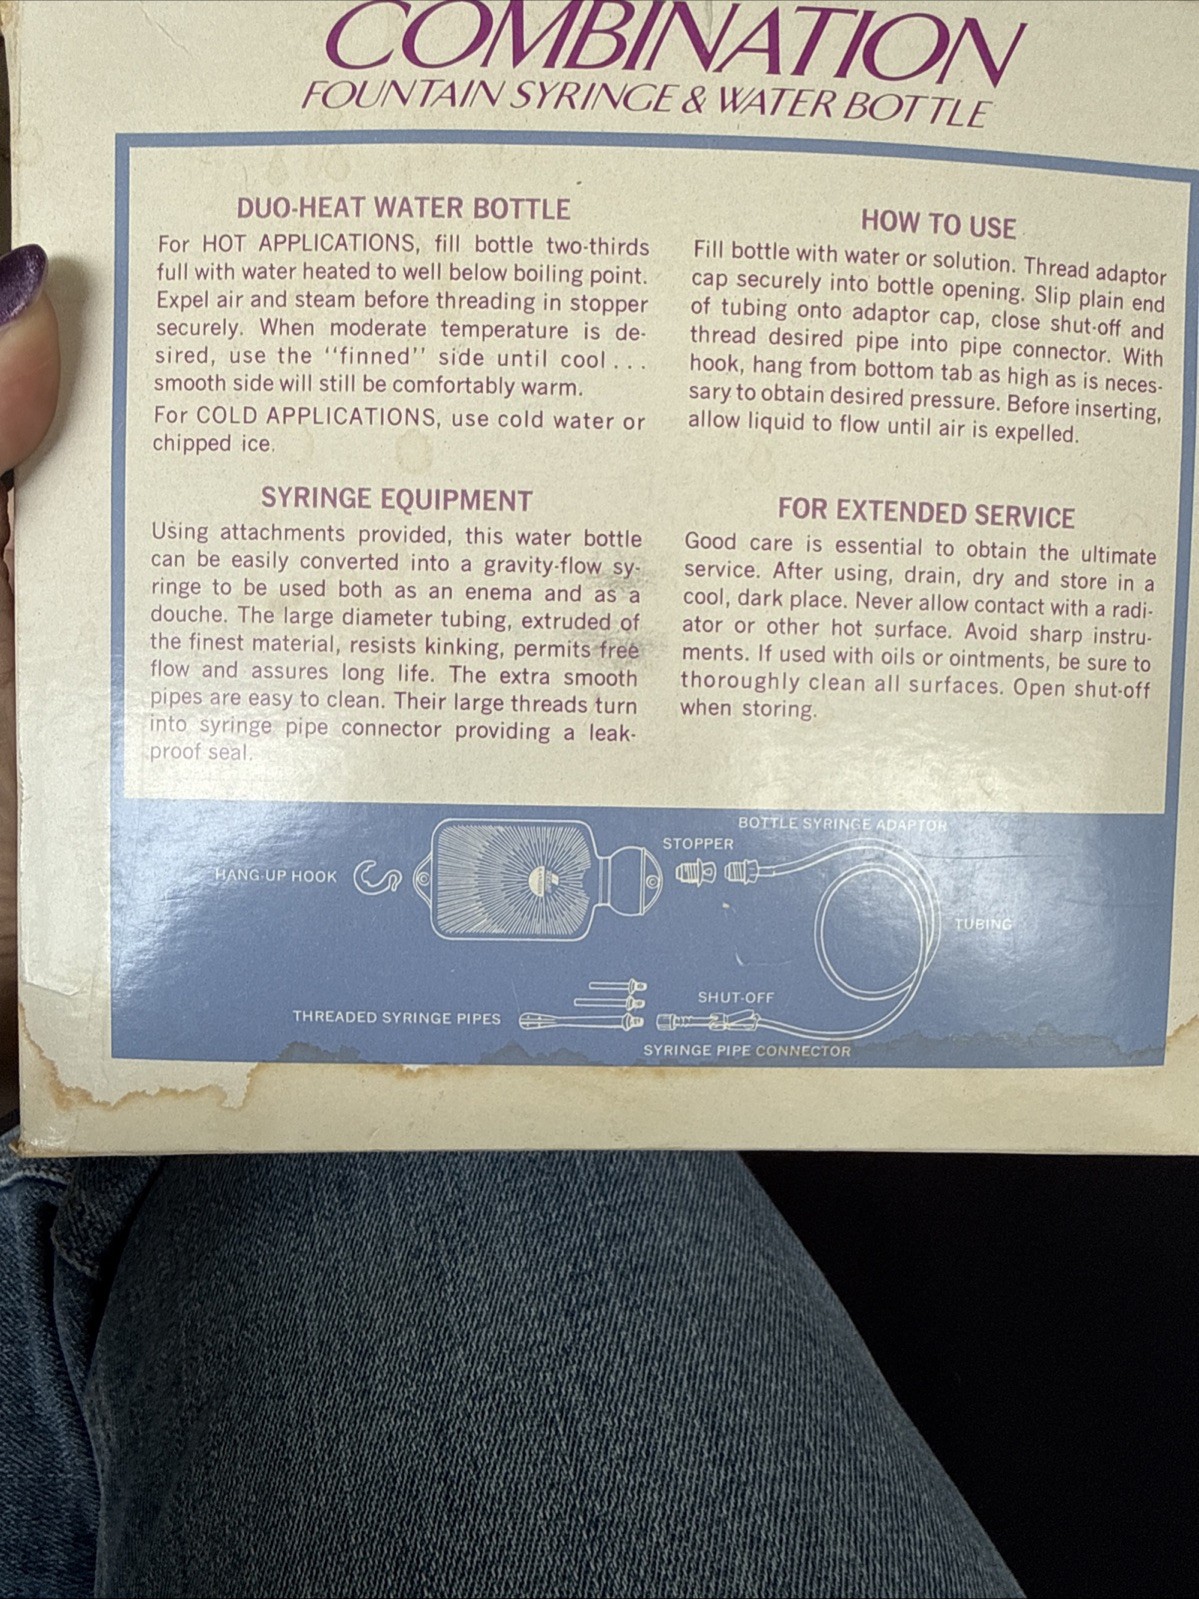 COMBINATION
FOUNTAIN SYRINGE & WATER BOTTLE
DUO-HEAT WATER BOTTLE
For HOT APPLICATIONS, fill bottle two-thirds
full with water heated to well below boiling point.
Expel air and steam before threading in stopper
securely. When moderate temperature is de-
sired, use the "finned" side until cool...
smooth side will still be comfortably warm.
For COLD APPLICATIONS, use cold water or
chipped ice.
SYRINGE EQUIPMENT
Using attachments provided, this water bottle
can be easily converted into a gravity-flow sy-
ringe to be used both as an enema and as a
douche. The large diameter tubing, extruded of
the finest material, resists kinking, permits free
flow and assures long life. The extra smooth
pipes are easy to clean. Their large threads turn
into syringe pipe connector providing a leak-
proof seal.
HOW TO USE
Fill bottle with water or solution. Thread adaptor
cap securely into bottle opening. Slip plain end
of tubing onto adaptor cap, close shut-off and
thread desired pipe into pipe connector. With
hook, hang from bottom tab as high as is neces-
sary to obtain desired pressure. Before inserting,
allow liquid to flow until air is expelled.
FOR EXTENDED SERVICE
Good care is essential to obtain the ultimate
service. After using, drain, dry and store in a
cool, dark place. Never allow contact with a radi-
ator or other hot surface. Avoid sharp instru-
ments. If used with oils or ointments, be sure to
thoroughly clean all surfaces. Open shut-off
when storing.
BOTTLE SYRINGE ADAPTOR
STOPPER
HANG-UP HOOK
TUBING
SHUT-OFF
THREADED SYRINGE PIPES
SYRINGE PIPE CONNECTOR